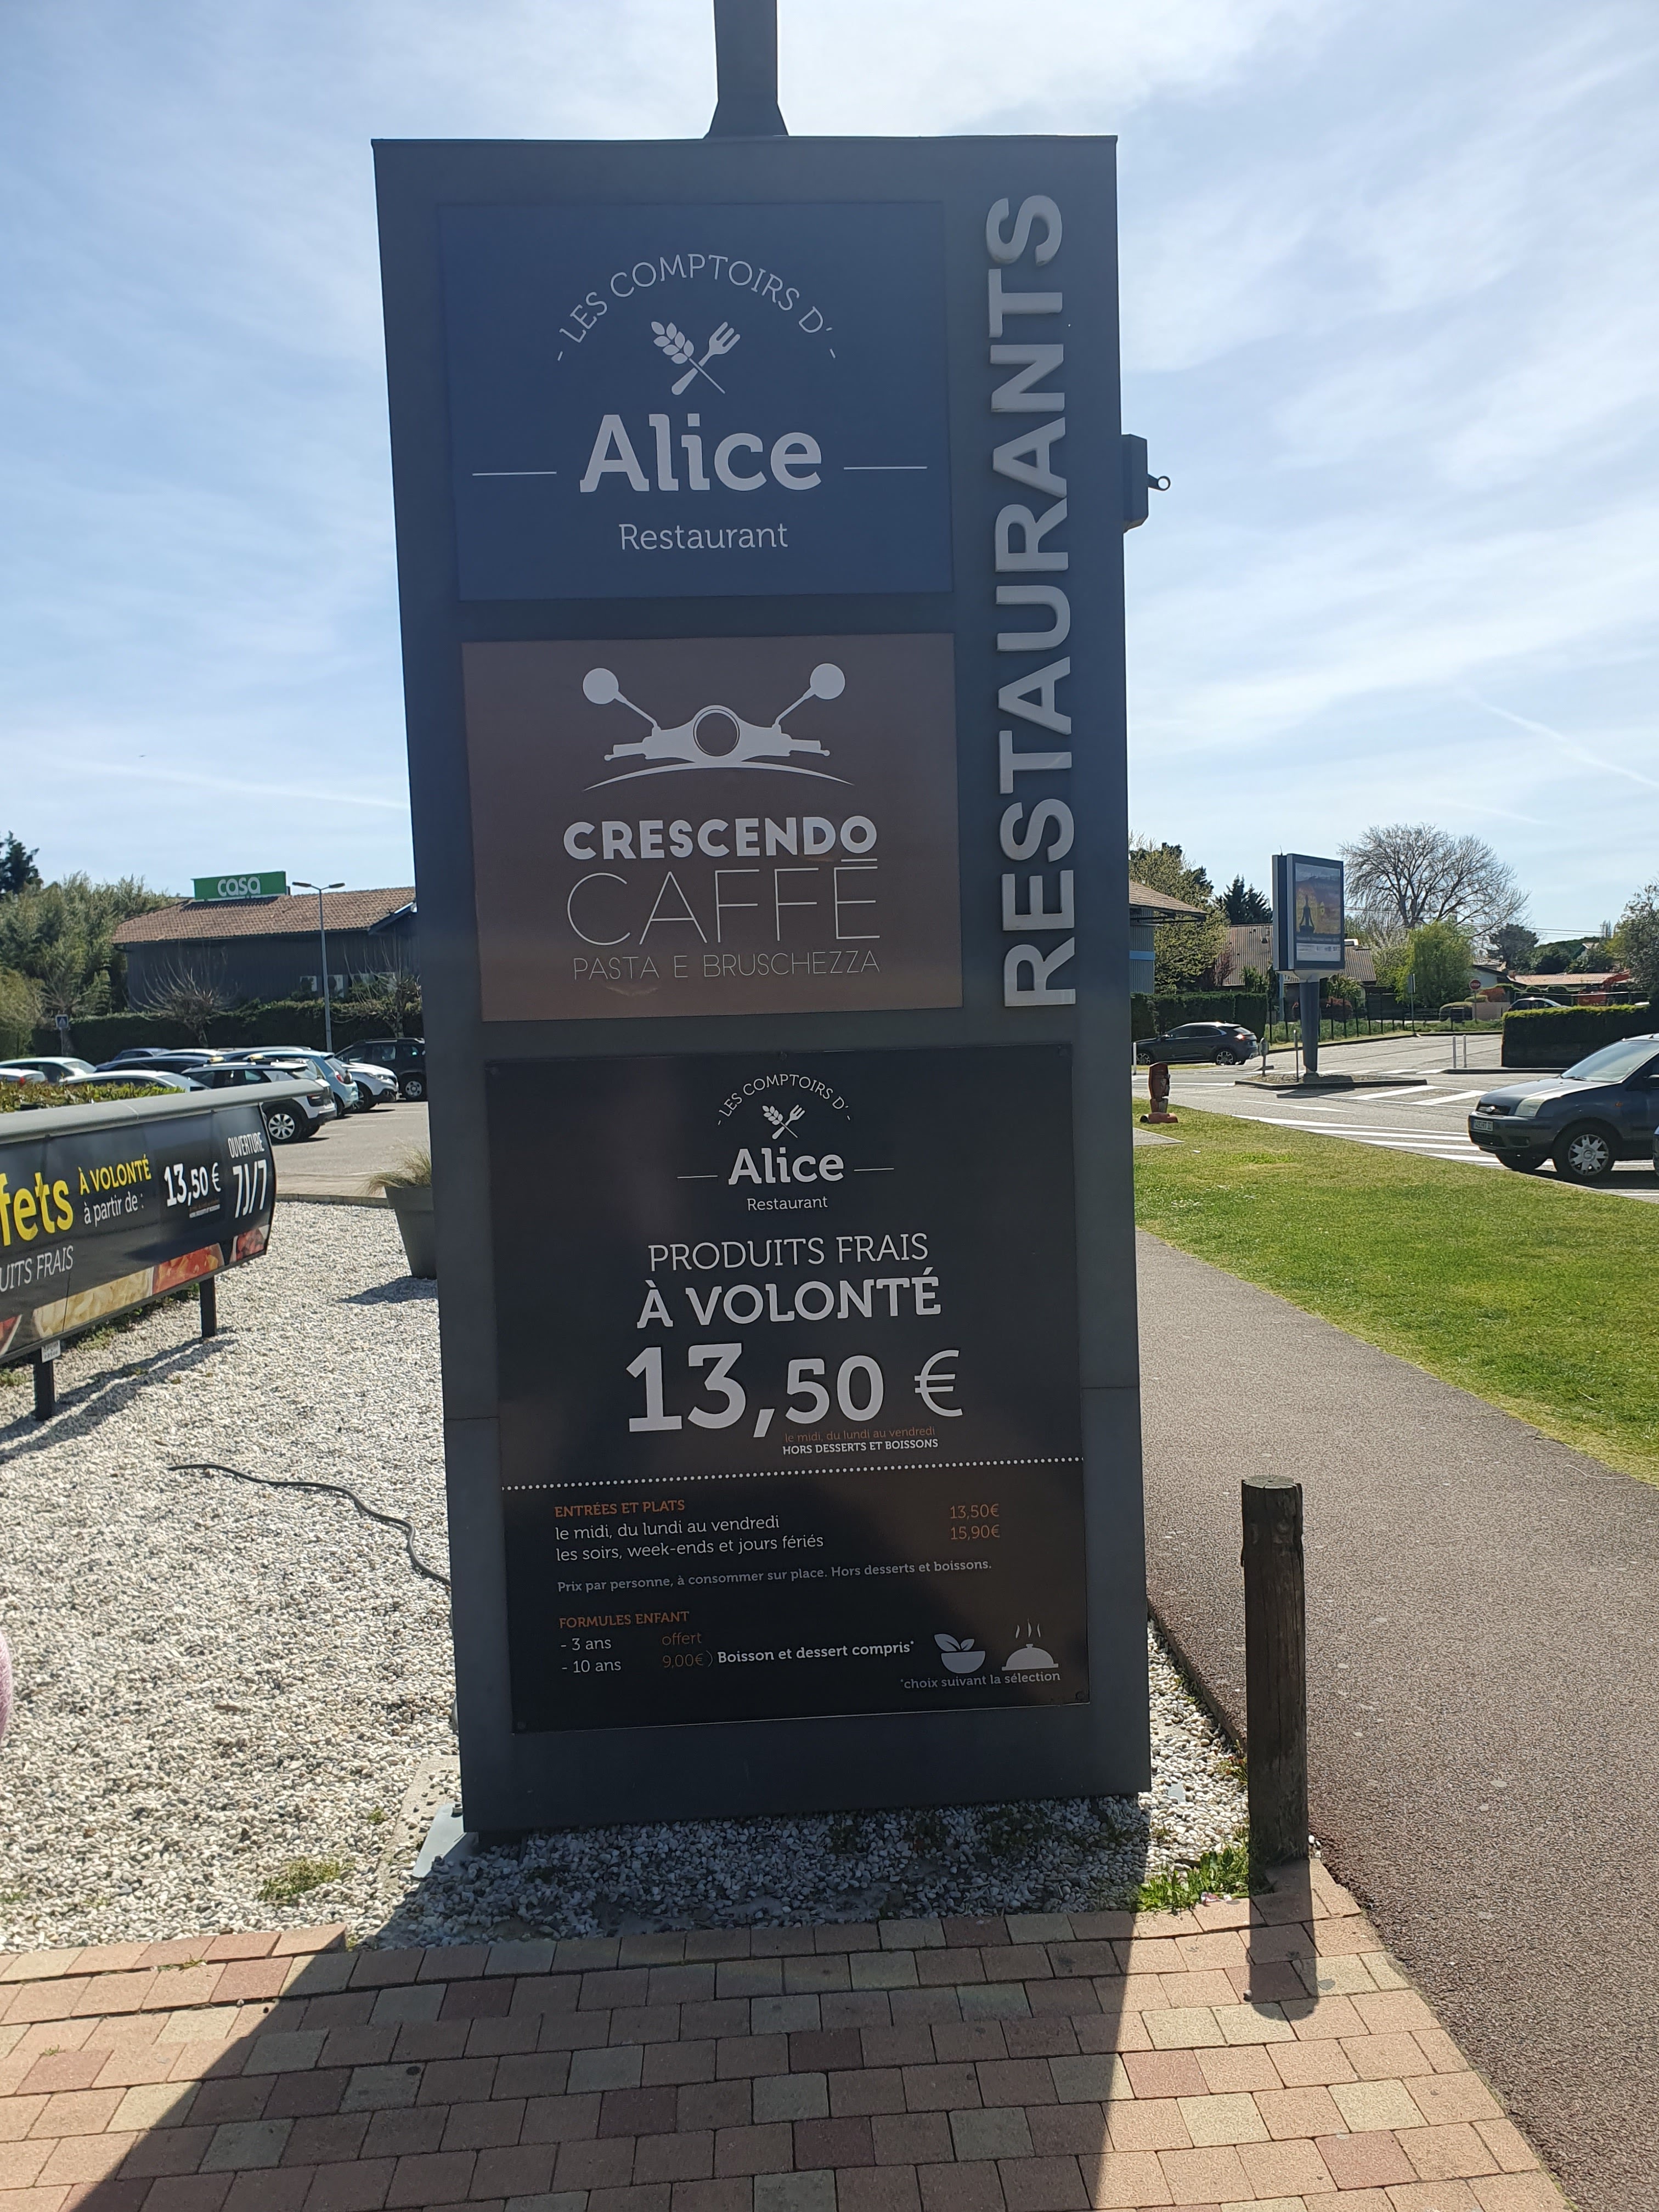 - LES COMPTOIRS D' -
Alice
Restaurant
RESTAURANTS
CRESCENDO
CAFFÈ
PASTA E BRUSCHEZZA
- LES COMPTOIRS D' -
Alice
Restaurant
PRODUITS FRAIS
À VOLONTÉ
13,50 €
le midi, du lundi au vendredi
HORS DESSERTS ET BOISSONS
ENTRÉES ET PLATS
le midi, du lundi au vendredi 13,50€
les soirs, week-ends et jours fériés 15,90€
Prix par personne, à consommer sur place. Hors desserts et boissons.
FORMULES ENFANT
- 3 ans offert
- 10 ans 9,00€) Boisson et dessert compris*
*choix suivant la sélection
casa
fets À VOLONTÉ
à partir de : 13,50 €
OUVERTURE
7J/7
UITS FRAIS